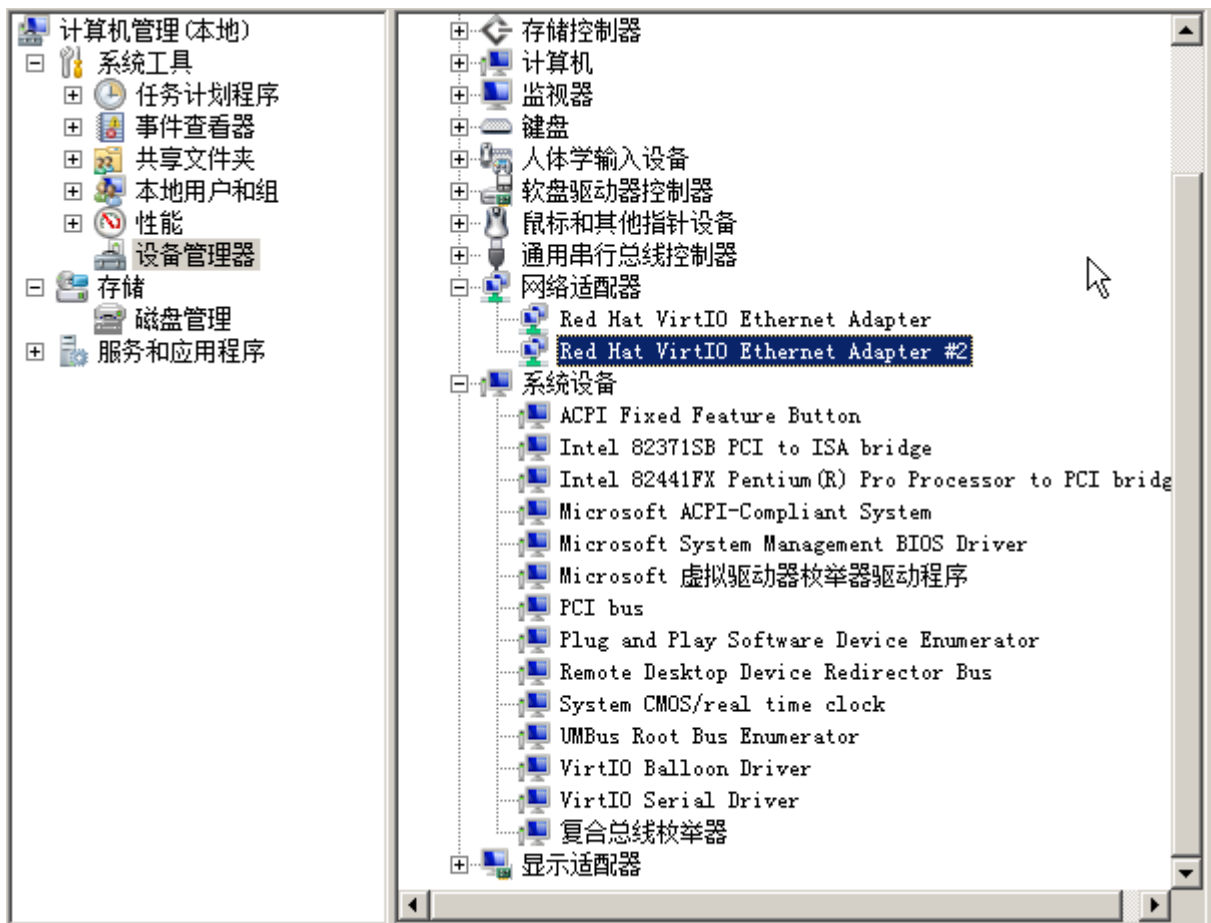 计算机管理(本地)
系统工具
任务计划程序
事件查看器
共享文件夹
本地用户和组
性能
设备管理器
存储
磁盘管理
服务和应用程序
存储控制器
计算机
监视器
键盘
人体学输入设备
软盘驱动器控制器
鼠标和其他指针设备
通用串行总线控制器
网络适配器
Red Hat VirtIO Ethernet Adapter
Red Hat VirtIO Ethernet Adapter #2
系统设备
ACPI Fixed Feature Button
Intel 82371SB PCI to ISA bridge
Intel 82441FX Pentium(R) Pro Processor to PCI bridg
Microsoft ACPI-Compliant System
Microsoft System Management BIOS Driver
Microsoft 虚拟驱动器枚举器驱动程序
PCI bus
Plug and Play Software Device Enumerator
Remote Desktop Device Redirector Bus
System CMOS/real time clock
UMBus Root Bus Enumerator
VirtIO Balloon Driver
VirtIO Serial Driver
复合总线枚举器
显示适配器